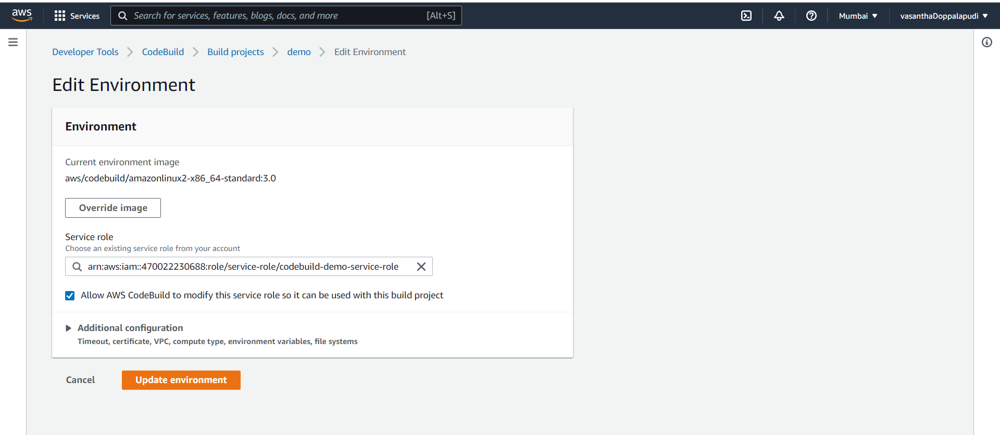 aws Services Search for services, features, blogs, docs, and more [Alt+S] Mumbai vasanthaDoppalapudi
Developer Tools CodeBuild Build projects demo Edit Environment
Edit Environment
Environment
Current environment image
aws/codebuild/amazonlinux2-x86_64-standard:3.0
Override image
Service role
Choose an existing service role from your account
arn:aws:iam::470022230688:role/service-role/codebuild-demo-service-role
Allow AWS CodeBuild to modify this service role so it can be used with this build project
Additional configuration
Timeout, certificate, VPC, compute type, environment variables, file systems
Cancel Update environment